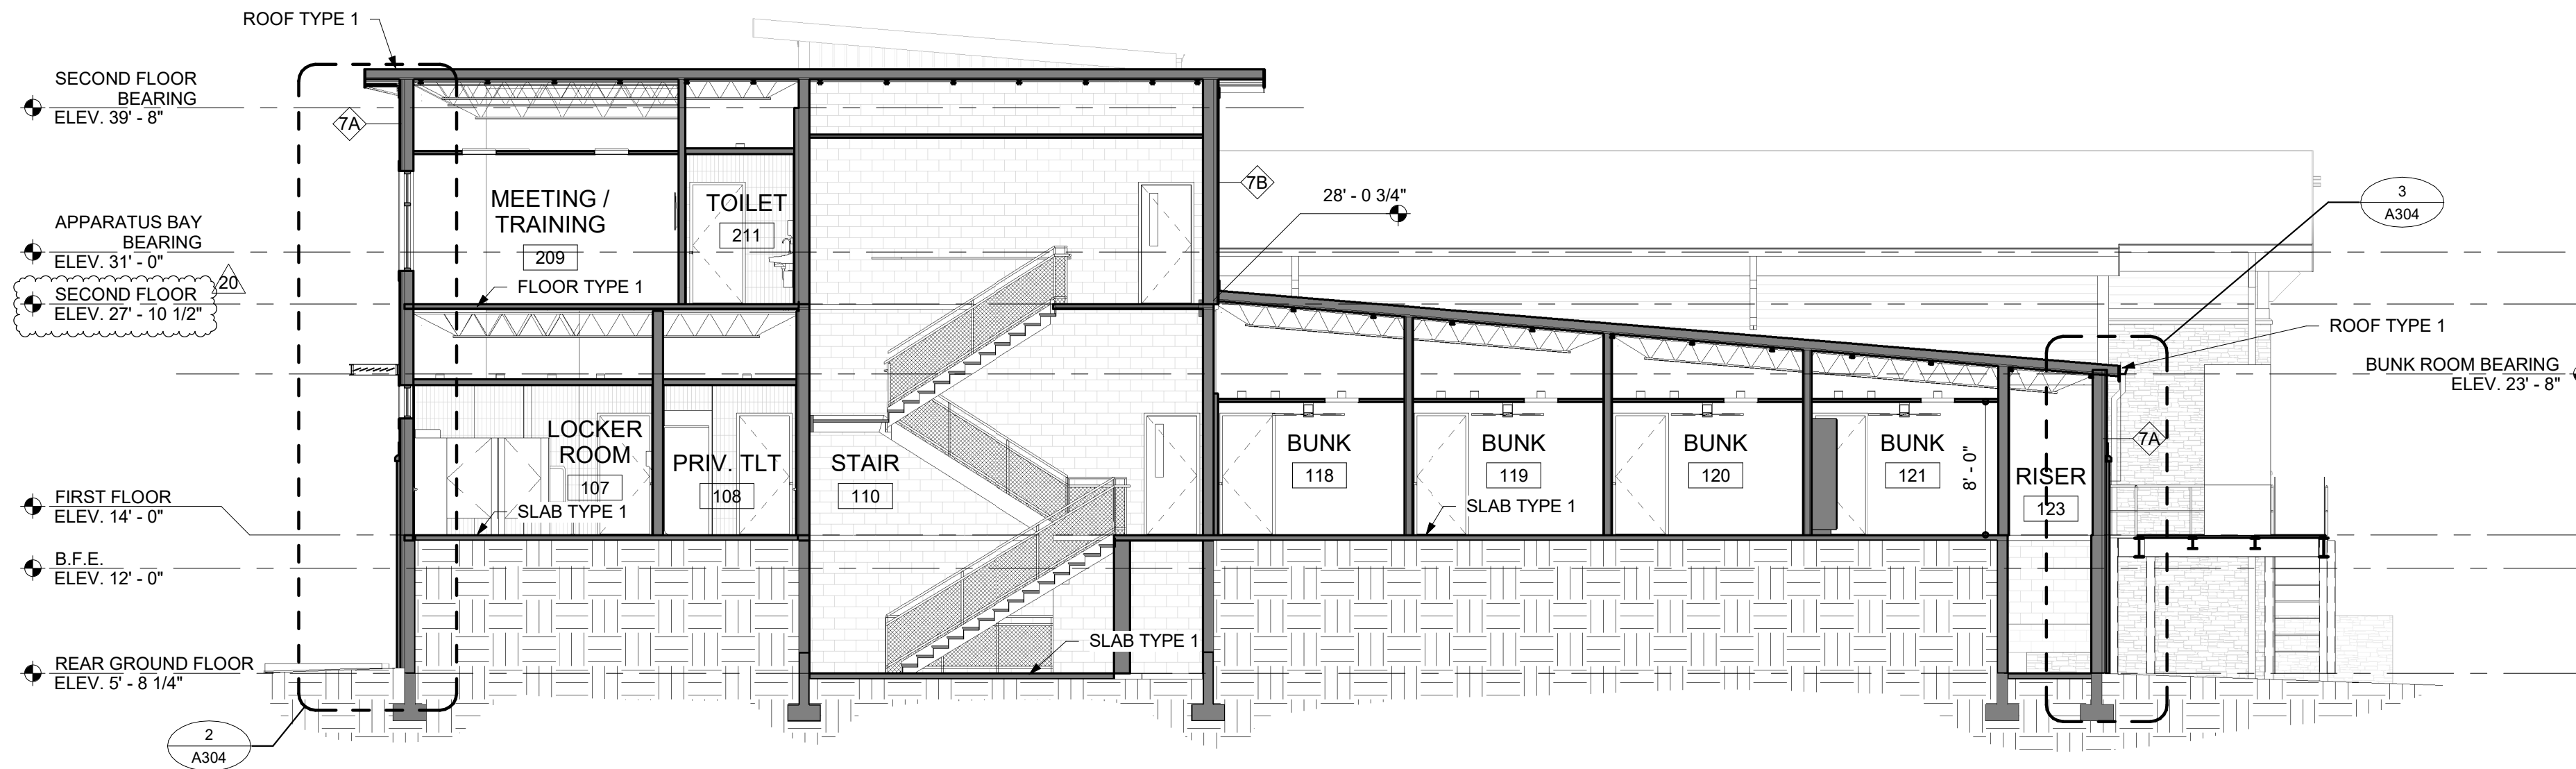 ROOF TYPE 1
SECOND FLOOR
BEARING
ELEV. 39' - 8"
7A
MEETING /
TRAINING
209
TOILET
211
7B
28' - 0 3/4"
3
A304
APPARATUS BAY
BEARING
ELEV. 31' - 0"
20
SECOND FLOOR
ELEV. 27' - 10 1/2"
FLOOR TYPE 1
ROOF TYPE 1
BUNK ROOM BEARING
ELEV. 23' - 8"
LOCKER
ROOM
107
PRIV. TLT
108
STAIR
110
BUNK
118
BUNK
119
BUNK
120
BUNK
121
8' - 0"
RISER
123
7A
FIRST FLOOR
ELEV. 14' - 0"
SLAB TYPE 1
SLAB TYPE 1
B.F.E.
ELEV. 12' - 0"
SLAB TYPE 1
REAR GROUND FLOOR
ELEV. 5' - 8 1/4"
2
A304